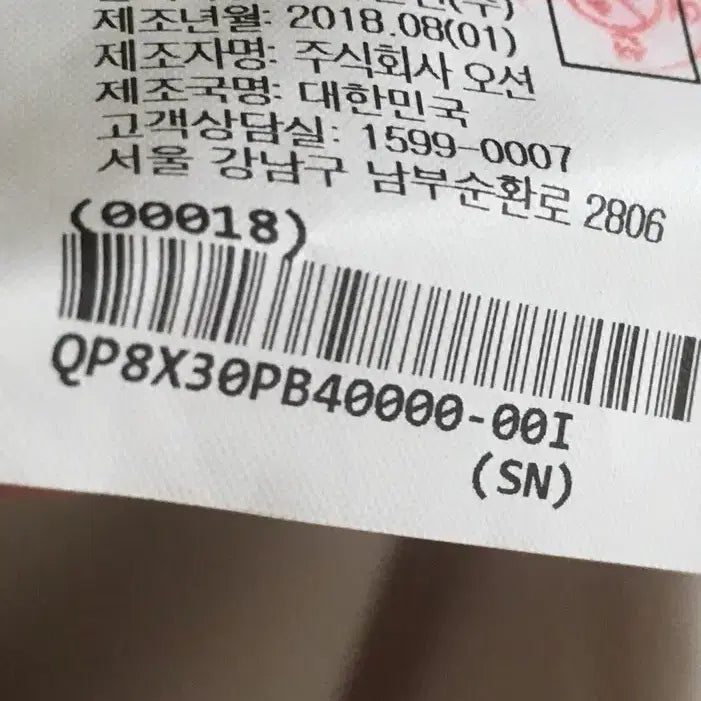 제조년월: 2018.08(01)
제조자명: 주식회사 오션
제조국명: 대한민국
고객상담실: 1599-0007
서울 강남구 남부순환로 2806
(00018)
QP8X30PB40000-00I
(SN)